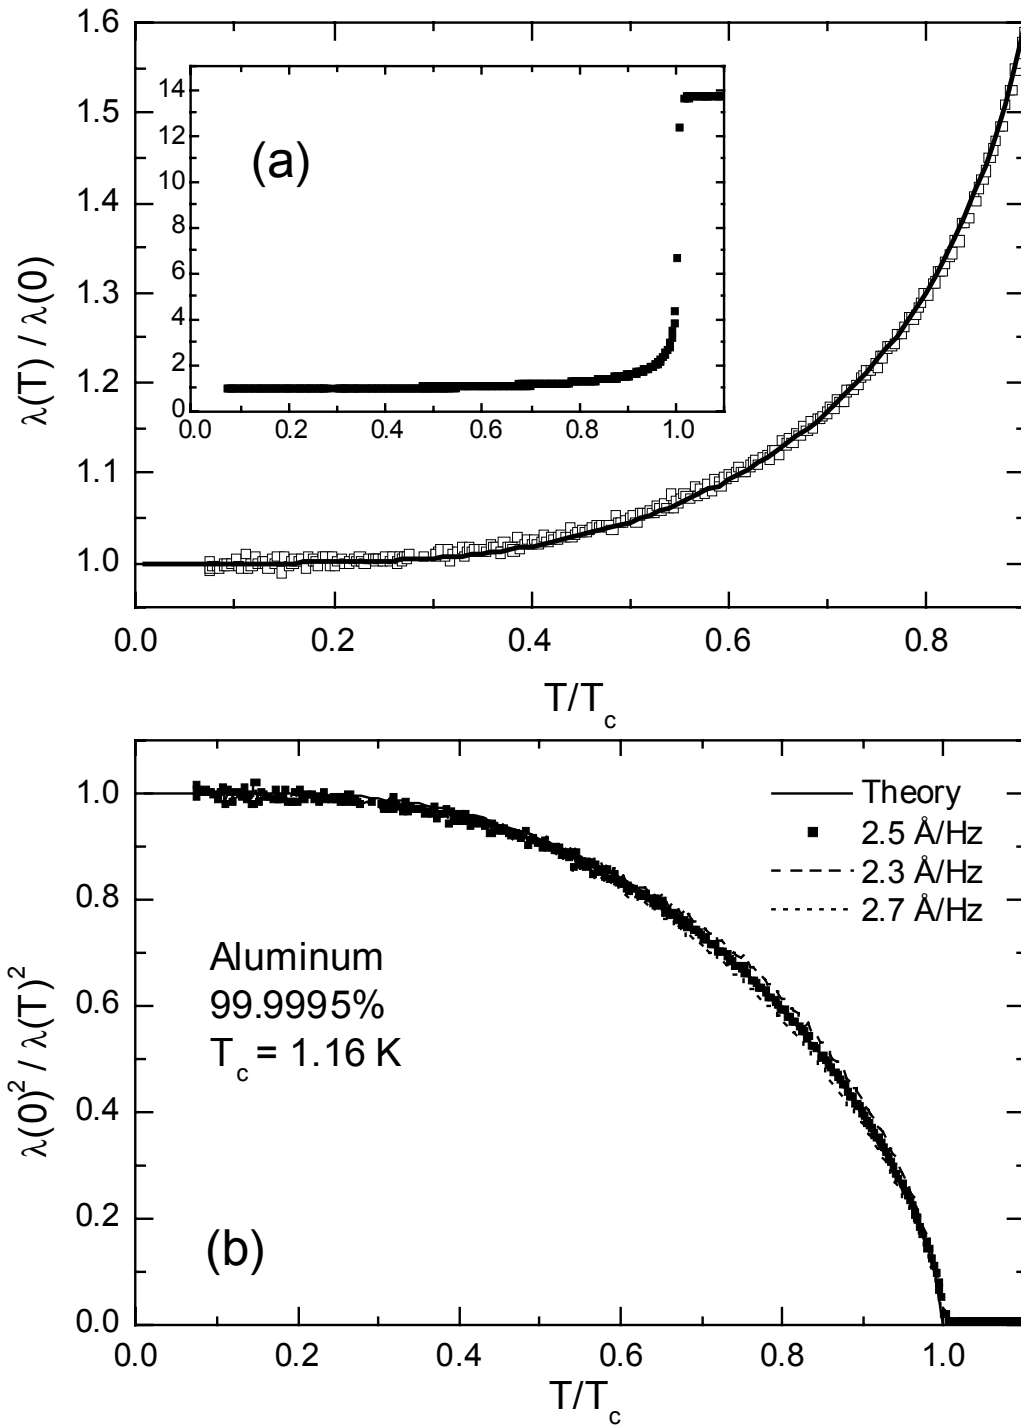 1.6
1.5
1.4
1.3
1.2
1.1
1.0
λ(T) / λ(0)
14
12
10
8
6
4
2
0
(a)
0.0 0.2 0.4 0.6 0.8 1.0
0.0 0.2 0.4 0.6 0.8
T/Tc
1.0
0.8
0.6
0.4
0.2
0.0
λ(0)² / λ(T)²
Theory
2.5 Å/Hz
2.3 Å/Hz
2.7 Å/Hz
Aluminum
99.9995%
Tc = 1.16 K
(b)
0.0 0.2 0.4 0.6 0.8 1.0
T/Tc